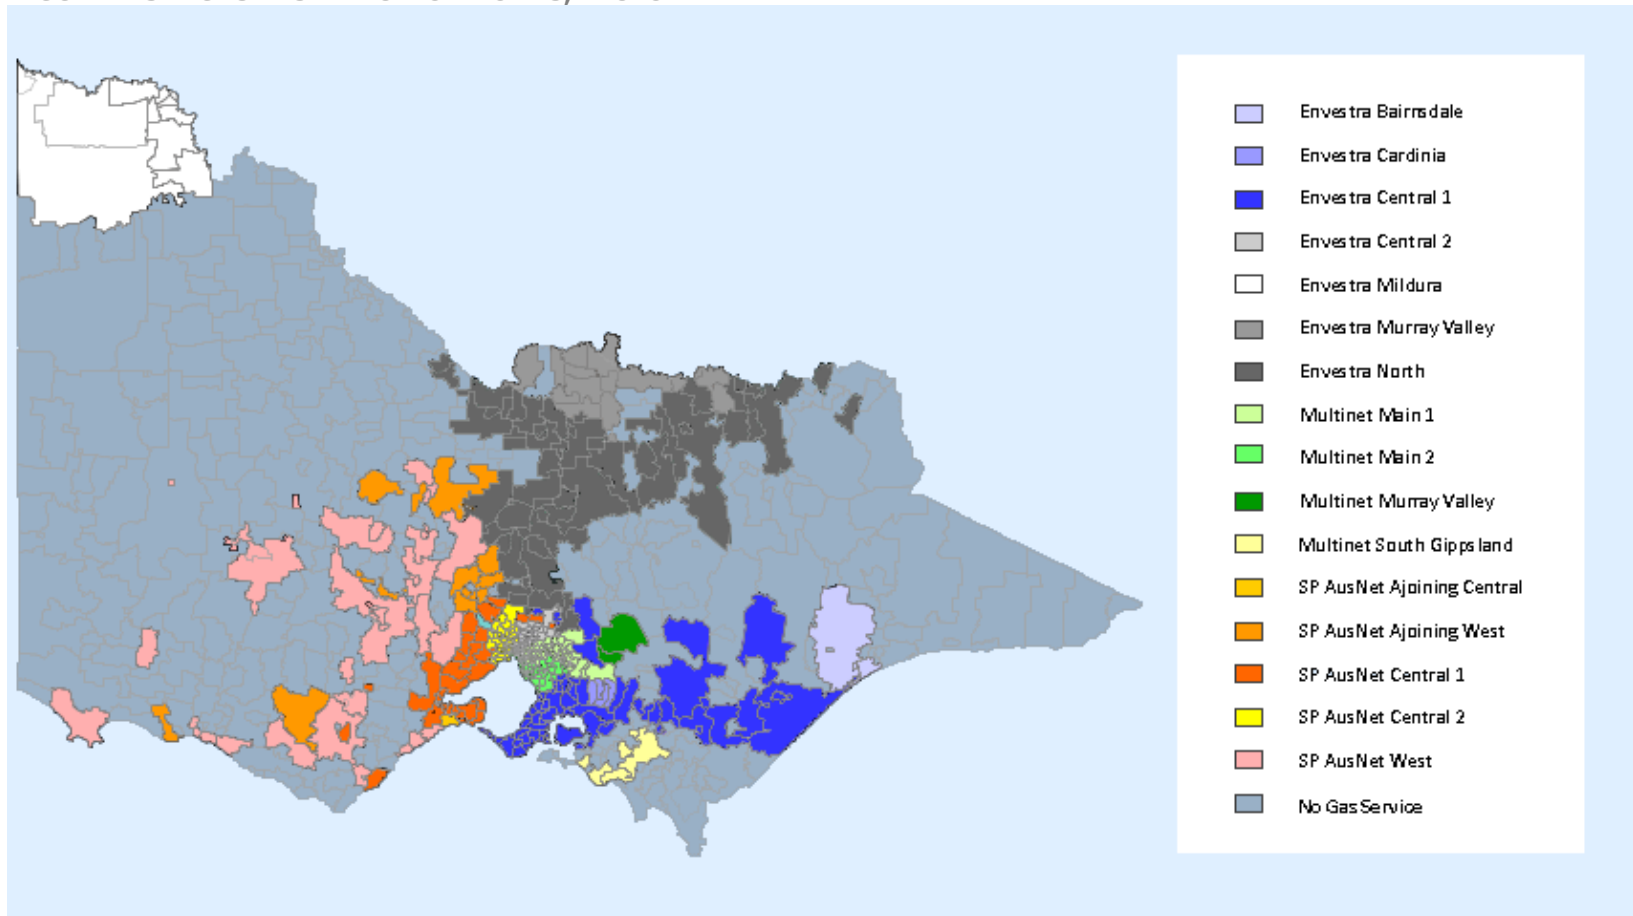 Envestra Bairnsdale
Envestra Cardinia
Envestra Central 1
Envestra Central 2
Envestra Mildura
Envestra Murray Valley
Envestra North
Multinet Main 1
Multinet Main 2
Multinet Murray Valley
Multinet South Gippsland
SP AusNet Ajoining Central
SP AusNet Ajoining West
SP AusNet Central 1
SP AusNet Central 2
SP AusNet West
No Gas Service